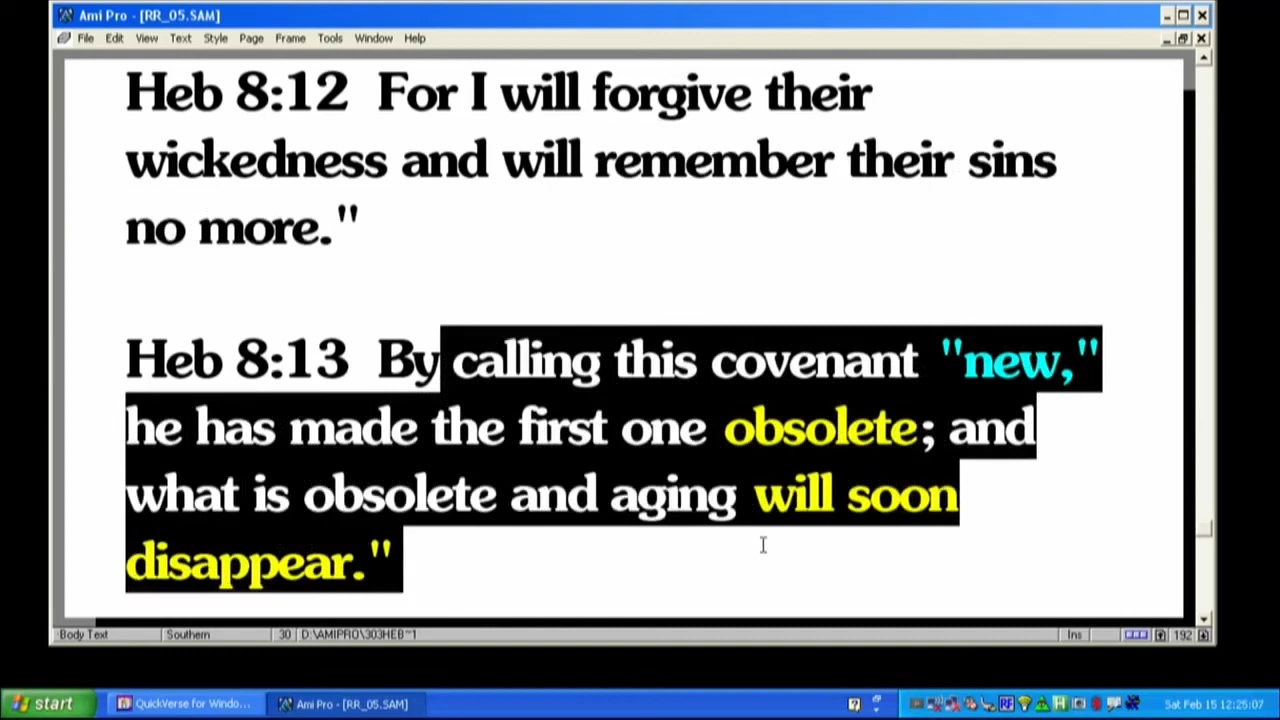 Ami Pro - [RR_05.SAM]
File Edit View Text Style Page Frame Tools Window Help
Heb 8:12 For I will forgive their
wickedness and will remember their sins
no more."
Heb 8:13 By calling this covenant "new,"
he has made the first one obsolete; and
what is obsolete and aging will soon
disappear."
Body Text Southern 30 D:\AMIPRO\303HEB~1 Ins 192
start QuickVerse for Windo... Ami Pro - [RR_05.SAM] RF H Sat Feb 15 12:25:07